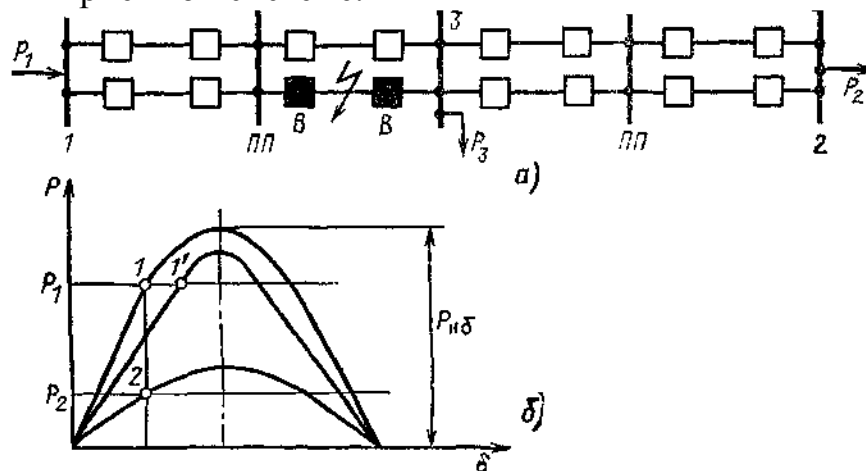 3
P₁
P₂
В В
1 ПП P₃ ПП 2
а)
P
1 1'
P₁
Pнб
2
P₂
б)
δ